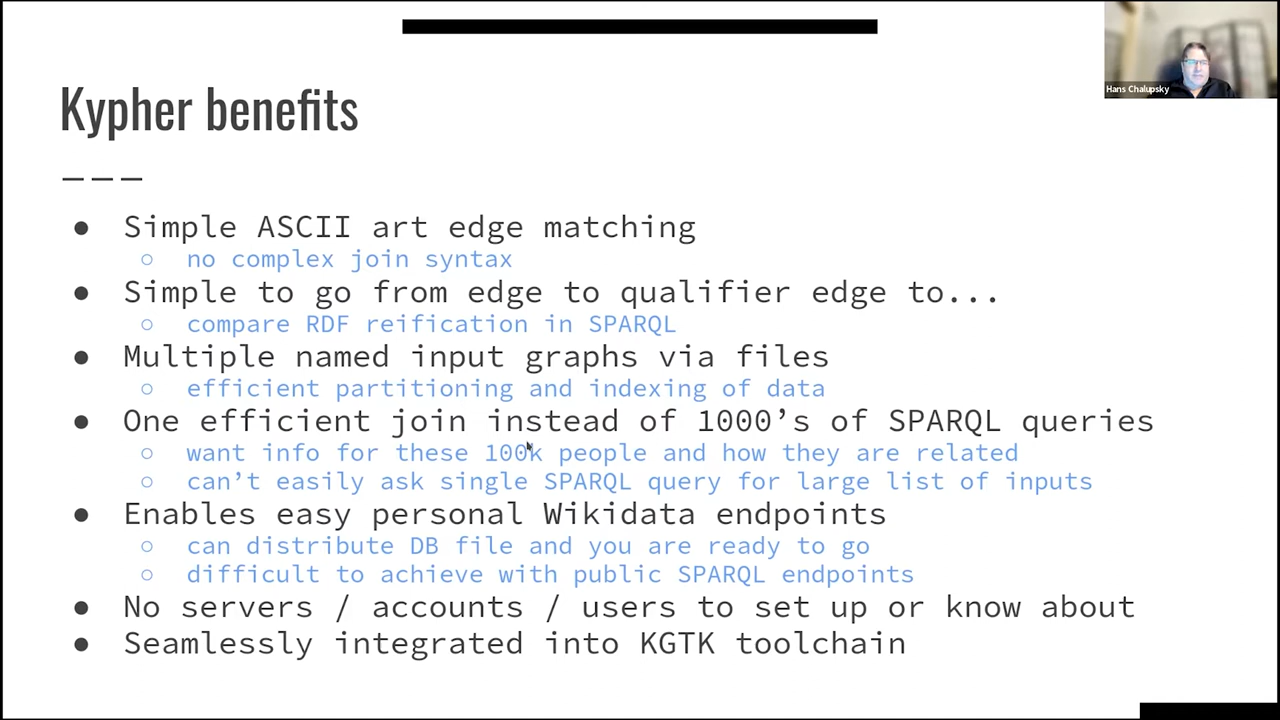 Hans Chalupsky
Kypher benefits
● Simple ASCII art edge matching
○ no complex join syntax
● Simple to go from edge to qualifier edge to...
○ compare RDF reification in SPARQL
● Multiple named input graphs via files
○ efficient partitioning and indexing of data
● One efficient join instead of 1000’s of SPARQL queries
○ want info for these 100k people and how they are related
○ can’t easily ask single SPARQL query for large list of inputs
● Enables easy personal Wikidata endpoints
○ can distribute DB file and you are ready to go
○ difficult to achieve with public SPARQL endpoints
● No servers / accounts / users to set up or know about
● Seamlessly integrated into KGTK toolchain